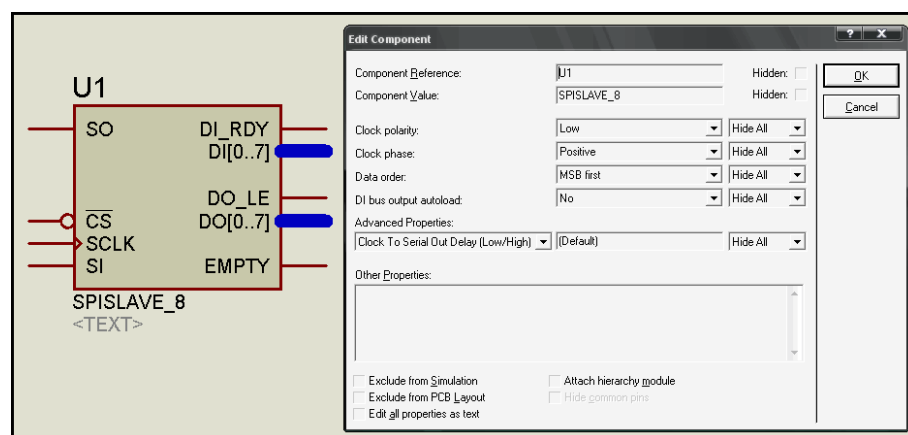 U1
SO
DI_RDY
DI[0..7]
DO_LE
CS
DO[0..7]
SCLK
SI
EMPTY
SPISLAVE_8
<TEXT>
Edit Component
? X
Component Reference:
U1
Hidden:
Component Value:
SPISLAVE_8
Hidden:
Clock polarity:
Low
Hide All
Clock phase:
Positive
Hide All
Data order:
MSB first
Hide All
DI bus output autoload:
No
Hide All
Advanced Properties:
Clock To Serial Out Delay (Low/High)
(Default)
Hide All
Other Properties:
Exclude from Simulation
Attach hierarchy module
Exclude from PCB Layout
Hide common pins
Edit all properties as text
OK
Cancel